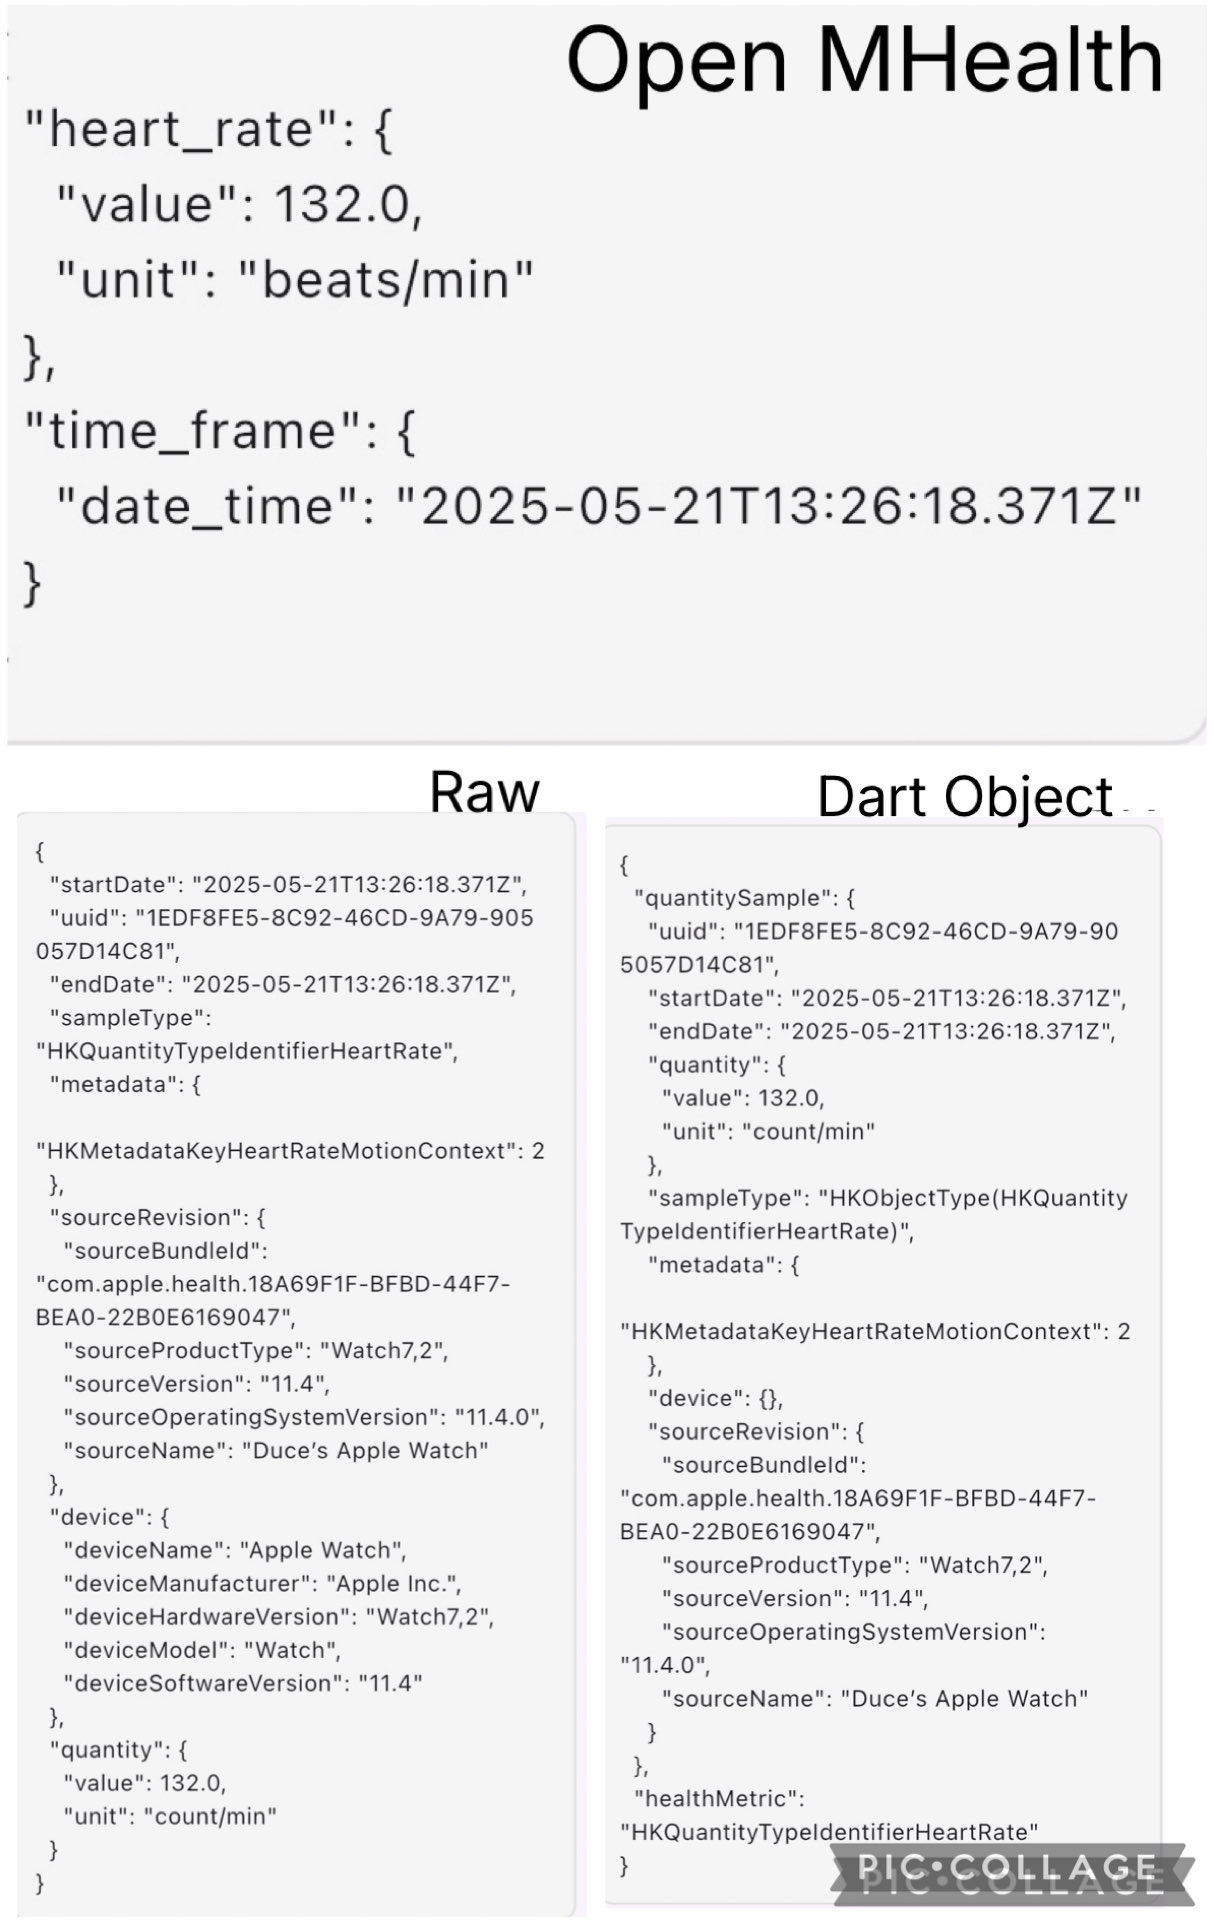 Open MHealth
"heart_rate": {
"value": 132.0,
"unit": "beats/min"
},
"time_frame": {
"date_time": "2025-05-21T13:26:18.371Z"
}
Raw
{
"startDate": "2025-05-21T13:26:18.371Z",
"uuid": "1EDF8FE5-8C92-46CD-9A79-905
057D14C81",
"endDate": "2025-05-21T13:26:18.371Z",
"sampleType":
"HKQuantityTypeIdentifierHeartRate",
"metadata": {
"HKMetadataKeyHeartRateMotionContext": 2
},
"sourceRevision": {
"sourceBundleId":
"com.apple.health.18A69F1F-BFBD-44F7-
BEA0-22B0E6169047",
"sourceProductType": "Watch7,2",
"sourceVersion": "11.4",
"sourceOperatingSystemVersion": "11.4.0",
"sourceName": "Duce’s Apple Watch"
},
"device": {
"deviceName": "Apple Watch",
"deviceManufacturer": "Apple Inc.",
"deviceHardwareVersion": "Watch7,2",
"deviceModel": "Watch",
"deviceSoftwareVersion": "11.4"
},
"quantity": {
"value": 132.0,
"unit": "count/min"
}
}
Dart Object
{
"quantitySample": {
"uuid": "1EDF8FE5-8C92-46CD-9A79-90
5057D14C81",
"startDate": "2025-05-21T13:26:18.371Z",
"endDate": "2025-05-21T13:26:18.371Z",
"quantity": {
"value": 132.0,
"unit": "count/min"
},
"sampleType": "HKObjectType(HKQuantity
TypeIdentifierHeartRate)",
"metadata": {
"HKMetadataKeyHeartRateMotionContext": 2
},
"device": {},
"sourceRevision": {
"sourceBundleId":
"com.apple.health.18A69F1F-BFBD-44F7-
BEA0-22B0E6169047",
"sourceProductType": "Watch7,2",
"sourceVersion": "11.4",
"sourceOperatingSystemVersion":
"11.4.0",
"sourceName": "Duce’s Apple Watch"
}
},
"healthMetric":
"HKQuantityTypeIdentifierHeartRate"
}
PIC•COLLAGE